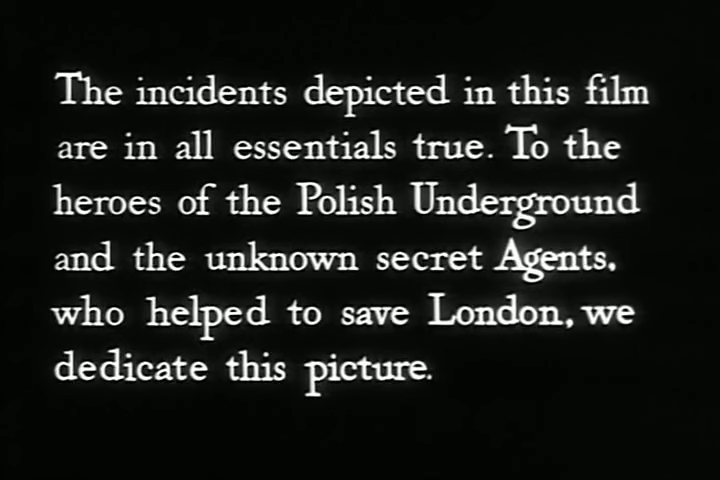 The incidents depicted in this film
are in all essentials true. To the
heroes of the Polish Underground
and the unknown secret Agents,
who helped to save London, we
dedicate this picture.